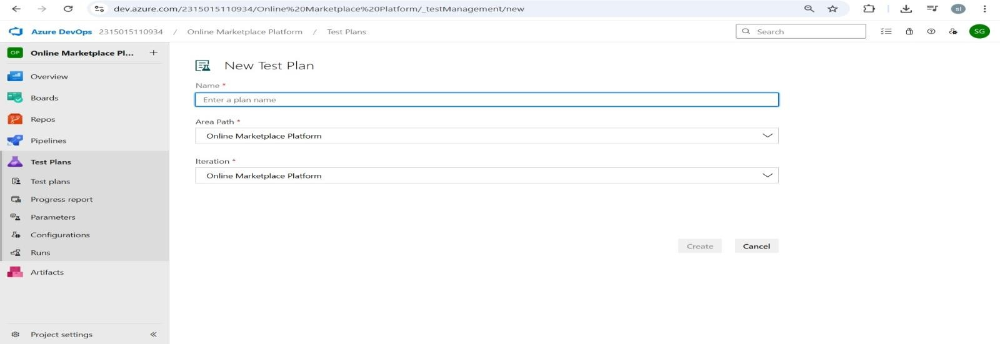 dev.azure.com/2315015110934/Online%20Marketplace%20Platform/_testManagement/new
sl
Azure DevOps 2315015110934 / Online Marketplace Platform / Test Plans
Search
SG
OP Online Marketplace Pl... +
Overview
Boards
Repos
Pipelines
Test Plans
Test plans
Progress report
Parameters
Configurations
Runs
Artifacts
Project settings
New Test Plan
Name *
Enter a plan name
Area Path *
Online Marketplace Platform
Iteration *
Online Marketplace Platform
Create Cancel